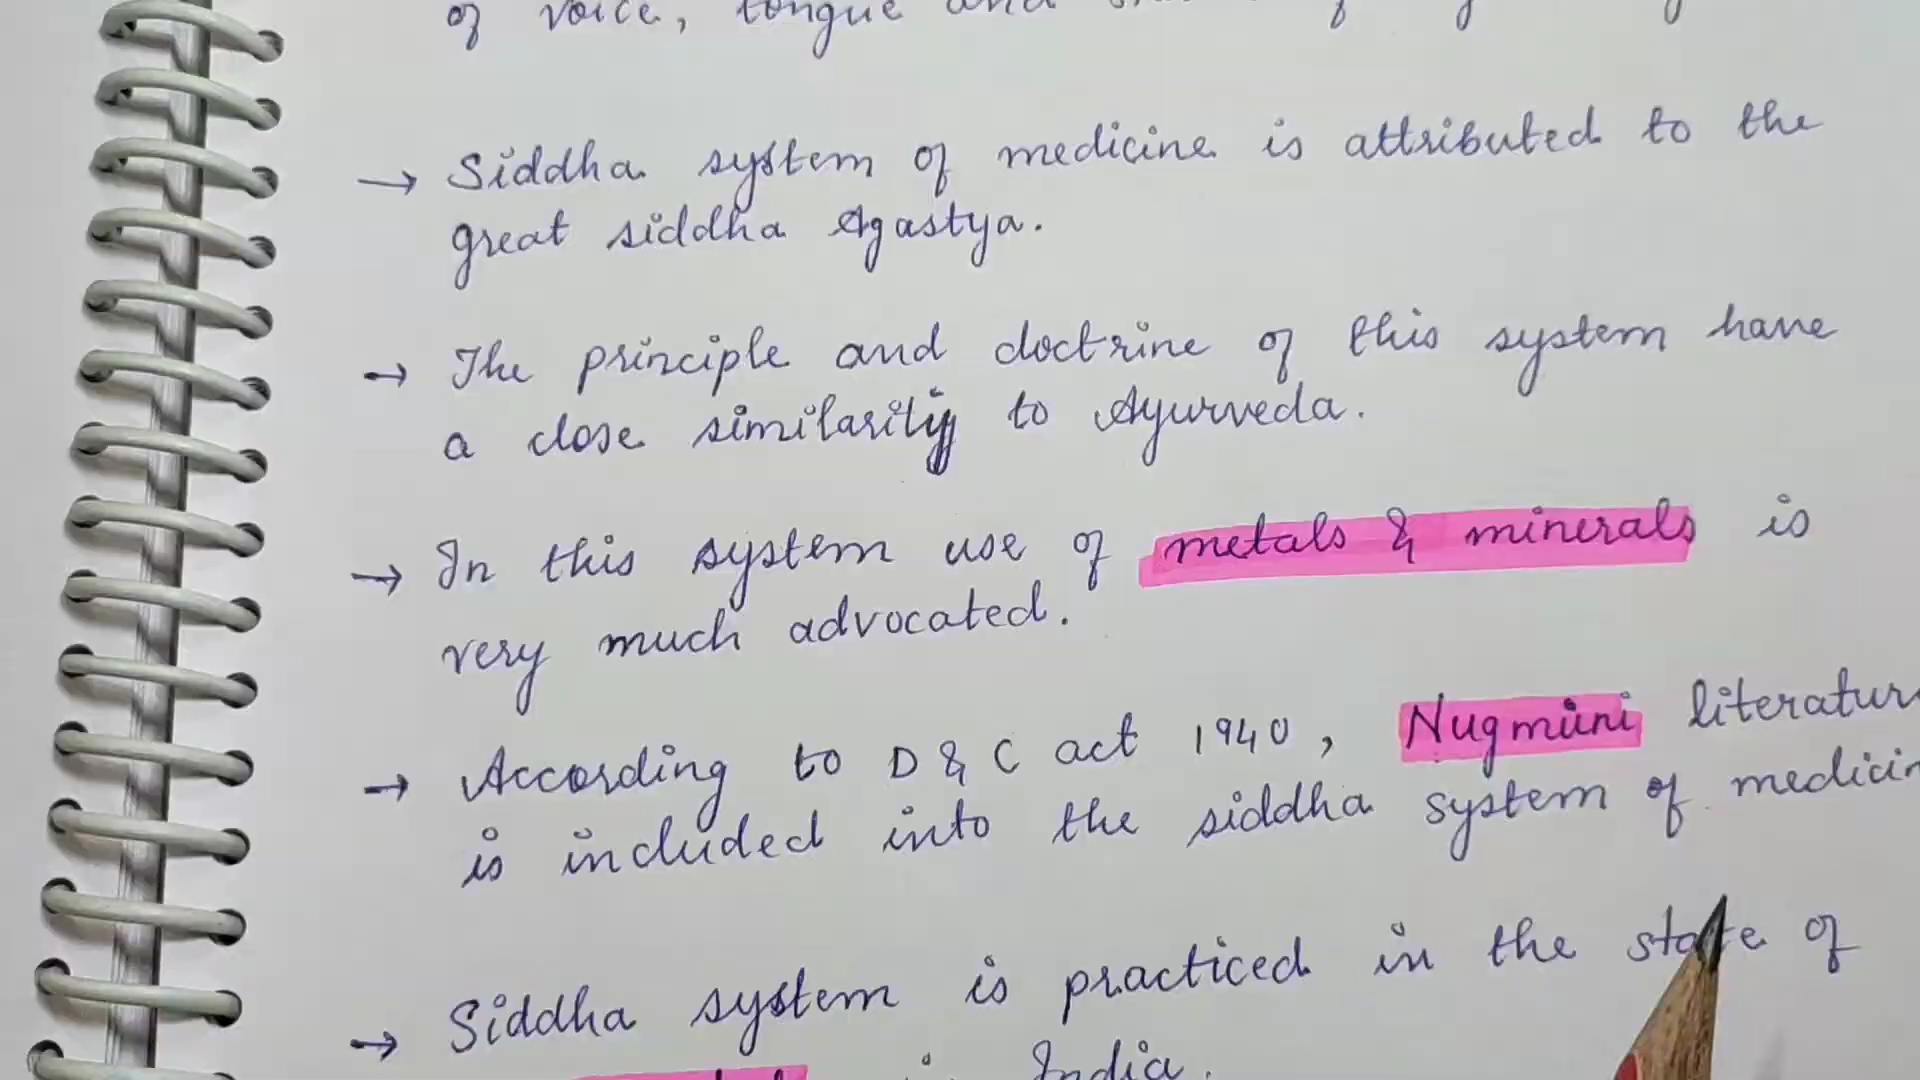 of voice, tongue and
→ Siddha system of medicine is attributed to the
great siddha Agastya.
→ The principle and doctrine of this system have
a close similarity to Ayurveda.
→ In this system use of metals & minerals is
very much advocated.
→ According to D & C act 1940, Nugmuni literature
is included into the siddha system of medicin
→ Siddha system is practiced in the state of
India.